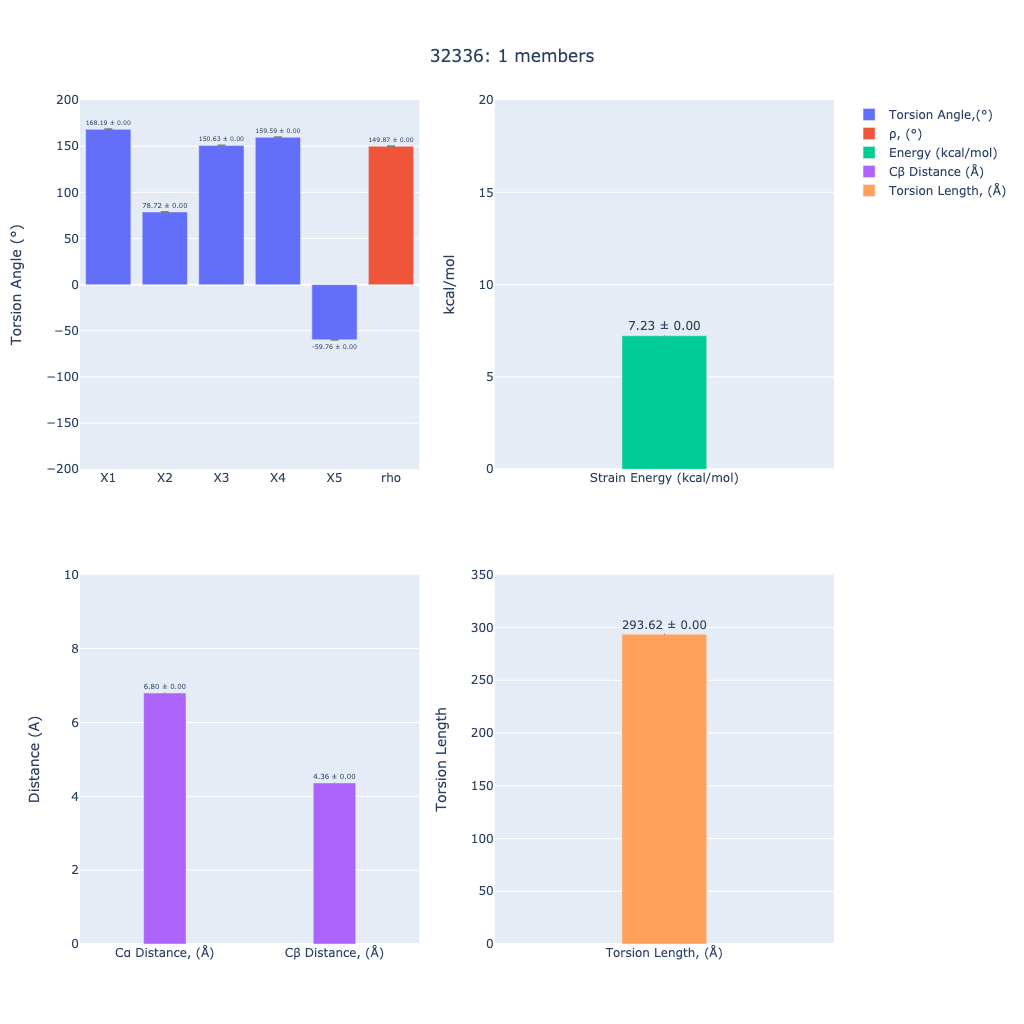 32336: 1 members
200
150
100
50
0
−50
−100
−150
−200
Torsion Angle (°)
168.19 ± 0.00
78.72 ± 0.00
150.63 ± 0.00
159.59 ± 0.00
-59.76 ± 0.00
149.87 ± 0.00
X1 X2 X3 X4 X5 rho
20
15
10
5
0
kcal/mol
7.23 ± 0.00
Strain Energy (kcal/mol)
Torsion Angle,(°)
ρ, (°)
Energy (kcal/mol)
Cβ Distance (Å)
Torsion Length, (Å)
10
8
6
4
2
0
Distance (A)
6.80 ± 0.00
4.36 ± 0.00
Cα Distance, (Å) Cβ Distance, (Å)
350
300
250
200
150
100
50
0
Torsion Length
293.62 ± 0.00
Torsion Length, (Å)